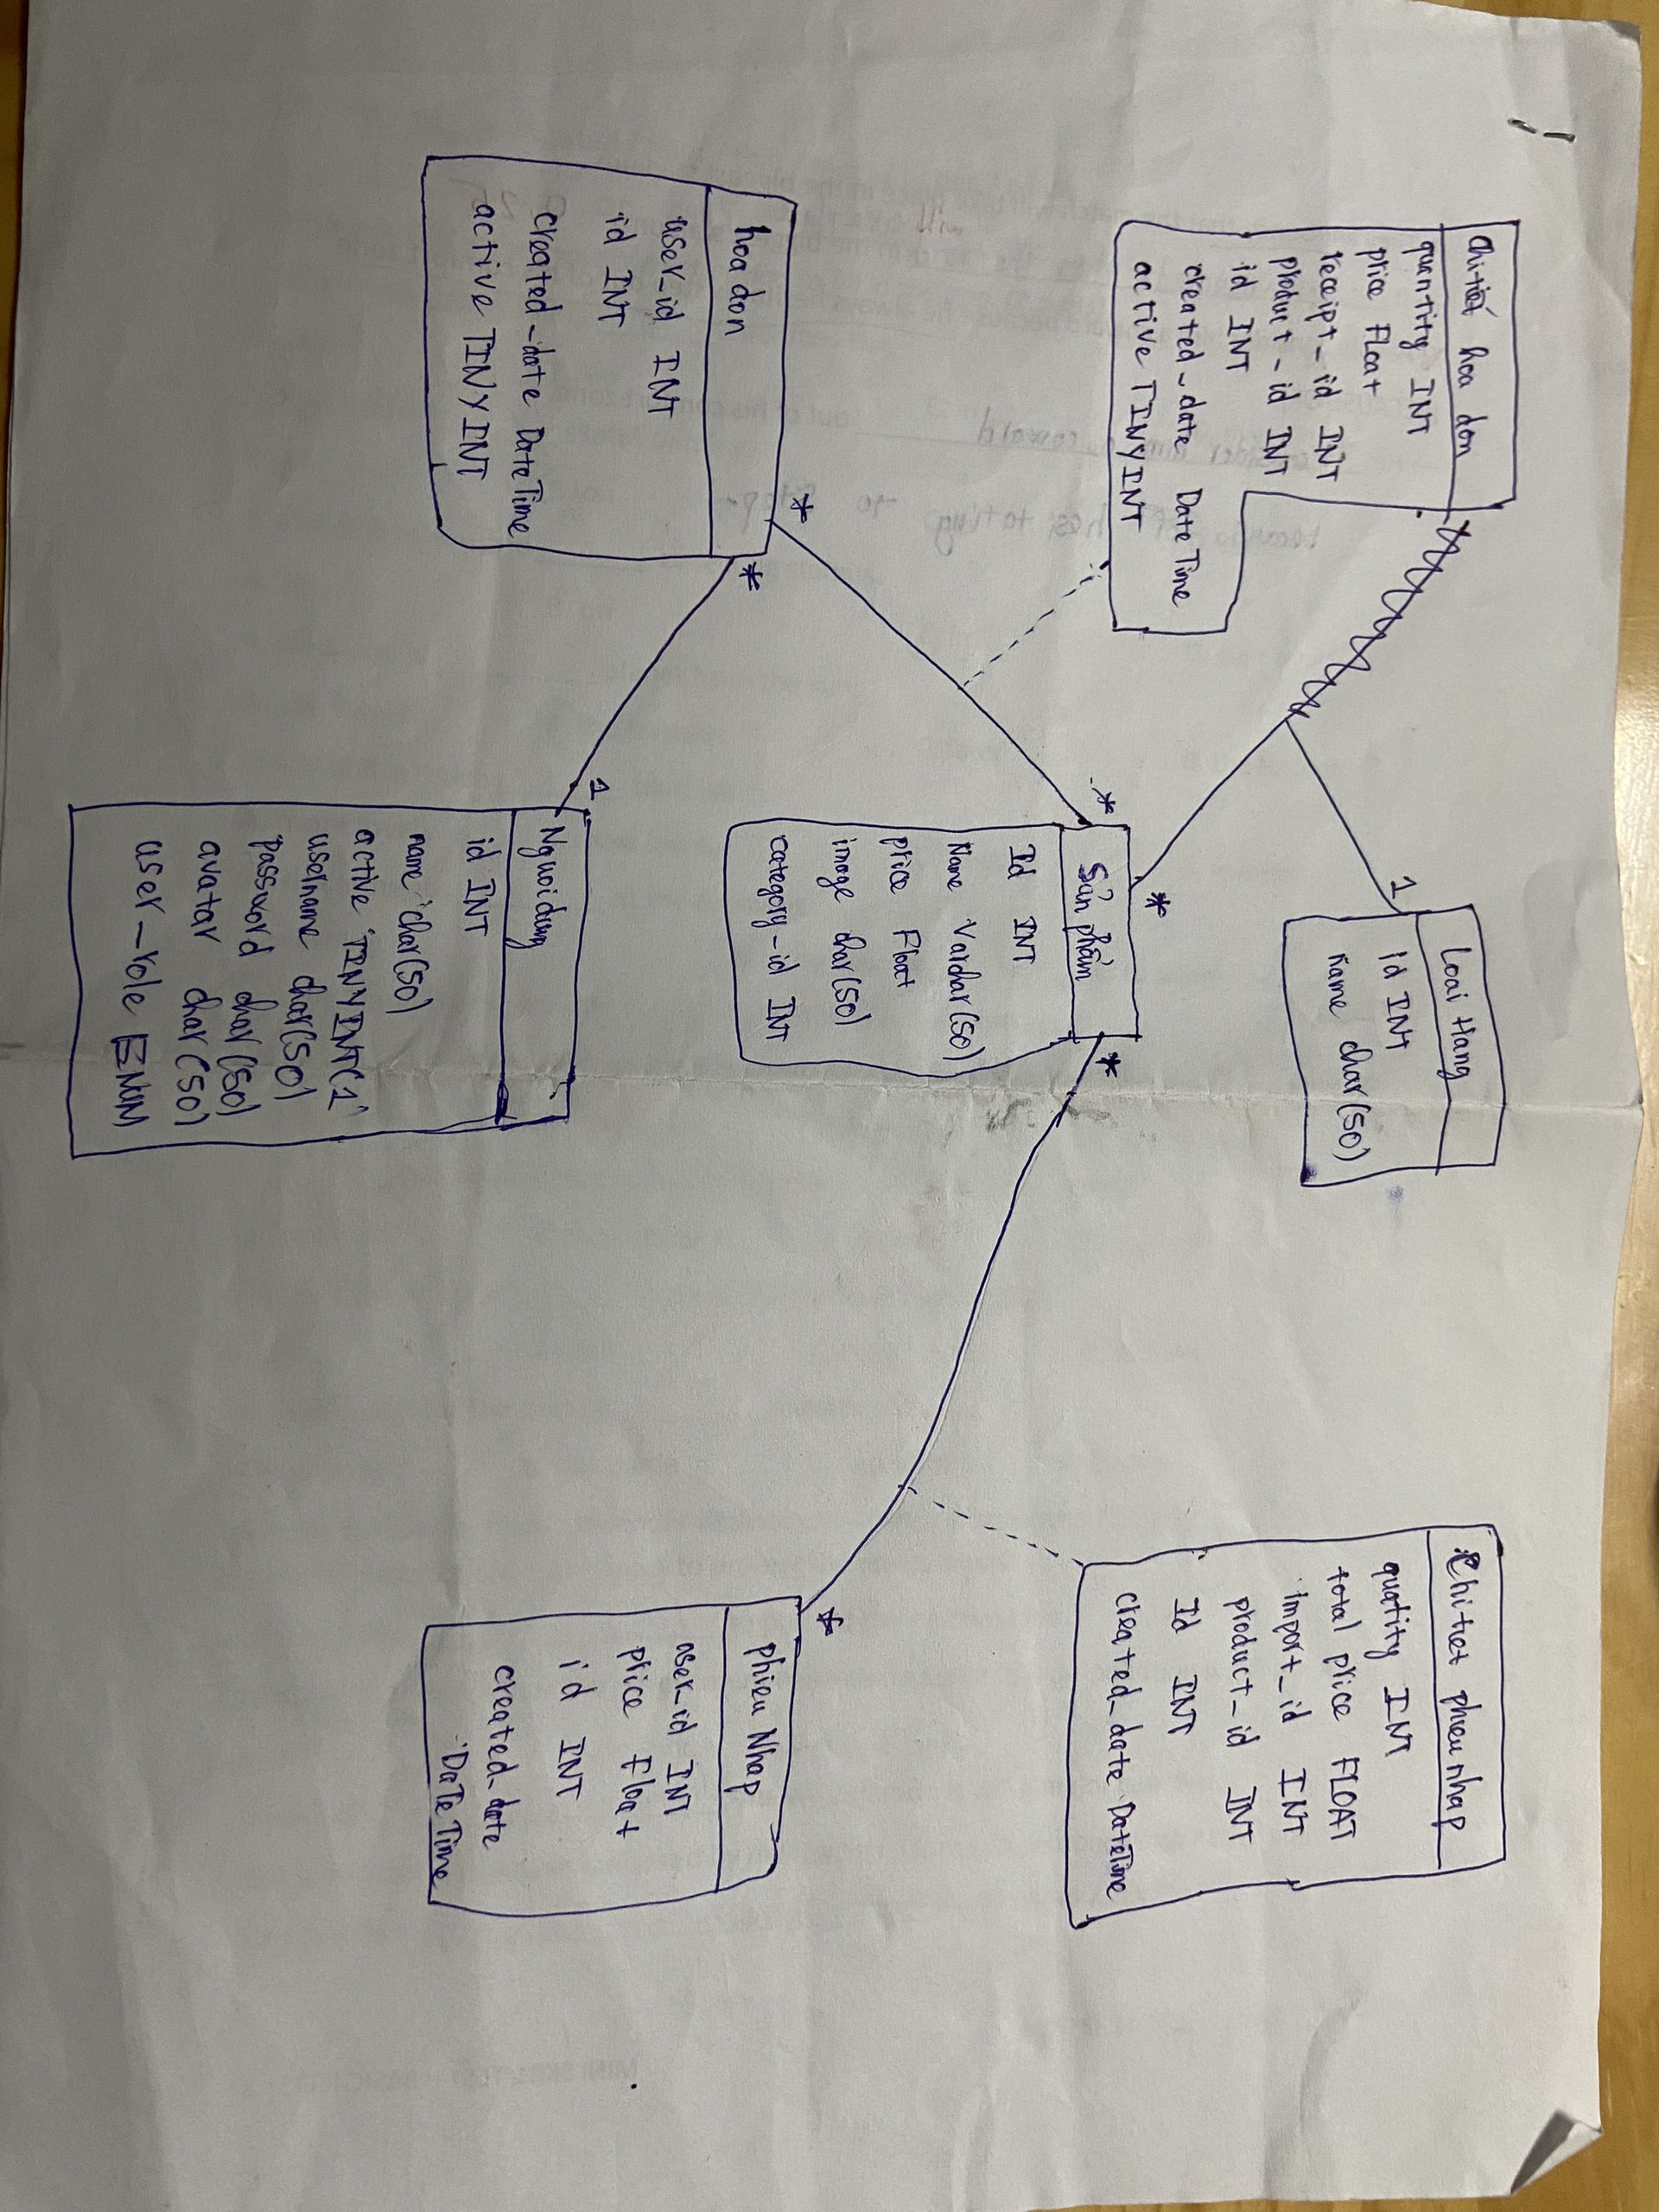 chi tiết hoa don
quantity INT
price Float
receipt_id INT
product_id INT
id INT
created_date DateTime
active TINYINT
Loai Hang
id INT
name char(50)
Chi tiet phieu nhap
quatity INT
total price FLOAT
import_id INT
product_id INT
Id INT
created_date DateTime
hoa don
user_id INT
id INT
created_date DateTime
active TINYINT
*
*
*
*
*
*
1
1
Sản phẩm
Id INT
Name Varchar(50)
price Float
image char(50)
category_id INT
phieu Nhap
user_id INT
price Float
id INT
created_date
DaTe Time
Nguoi dung
id INT
name char(50)
active TINYINT(1)
username char(50)
password char(50)
avatar char(50)
user_role ENUM